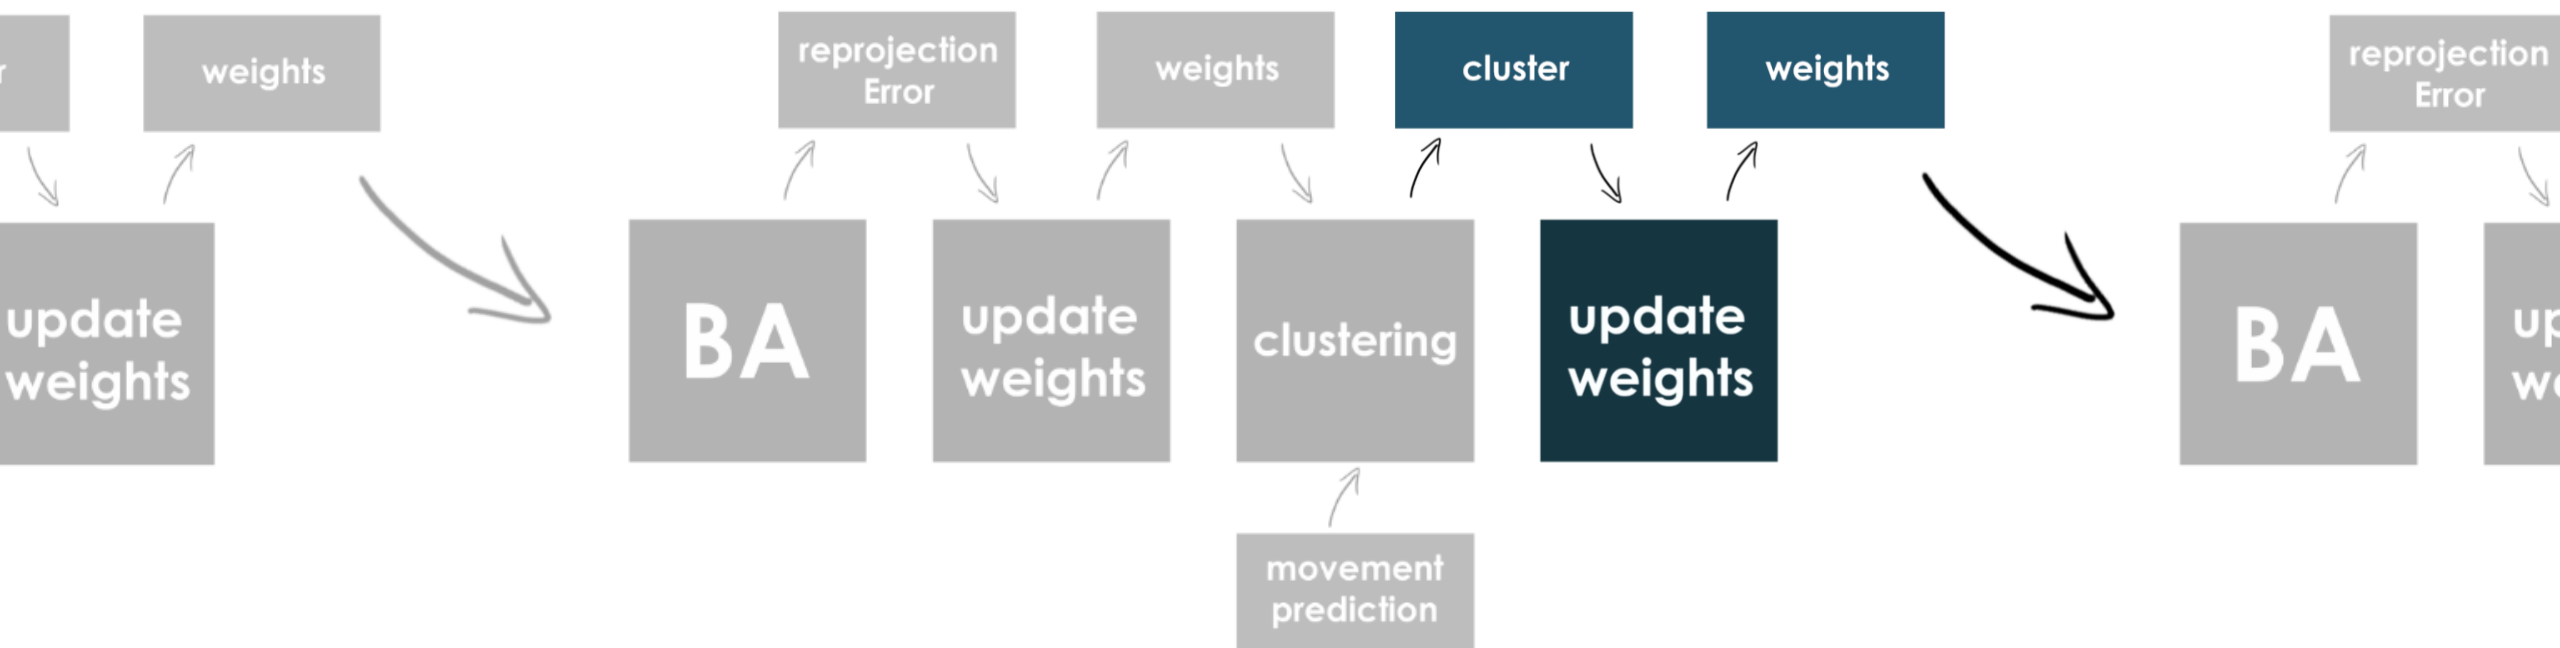 weights
reprojection
Error
weights
cluster
weights
reprojection
Error
update
weights
BA
update
weights
clustering
update
weights
BA
movement
prediction